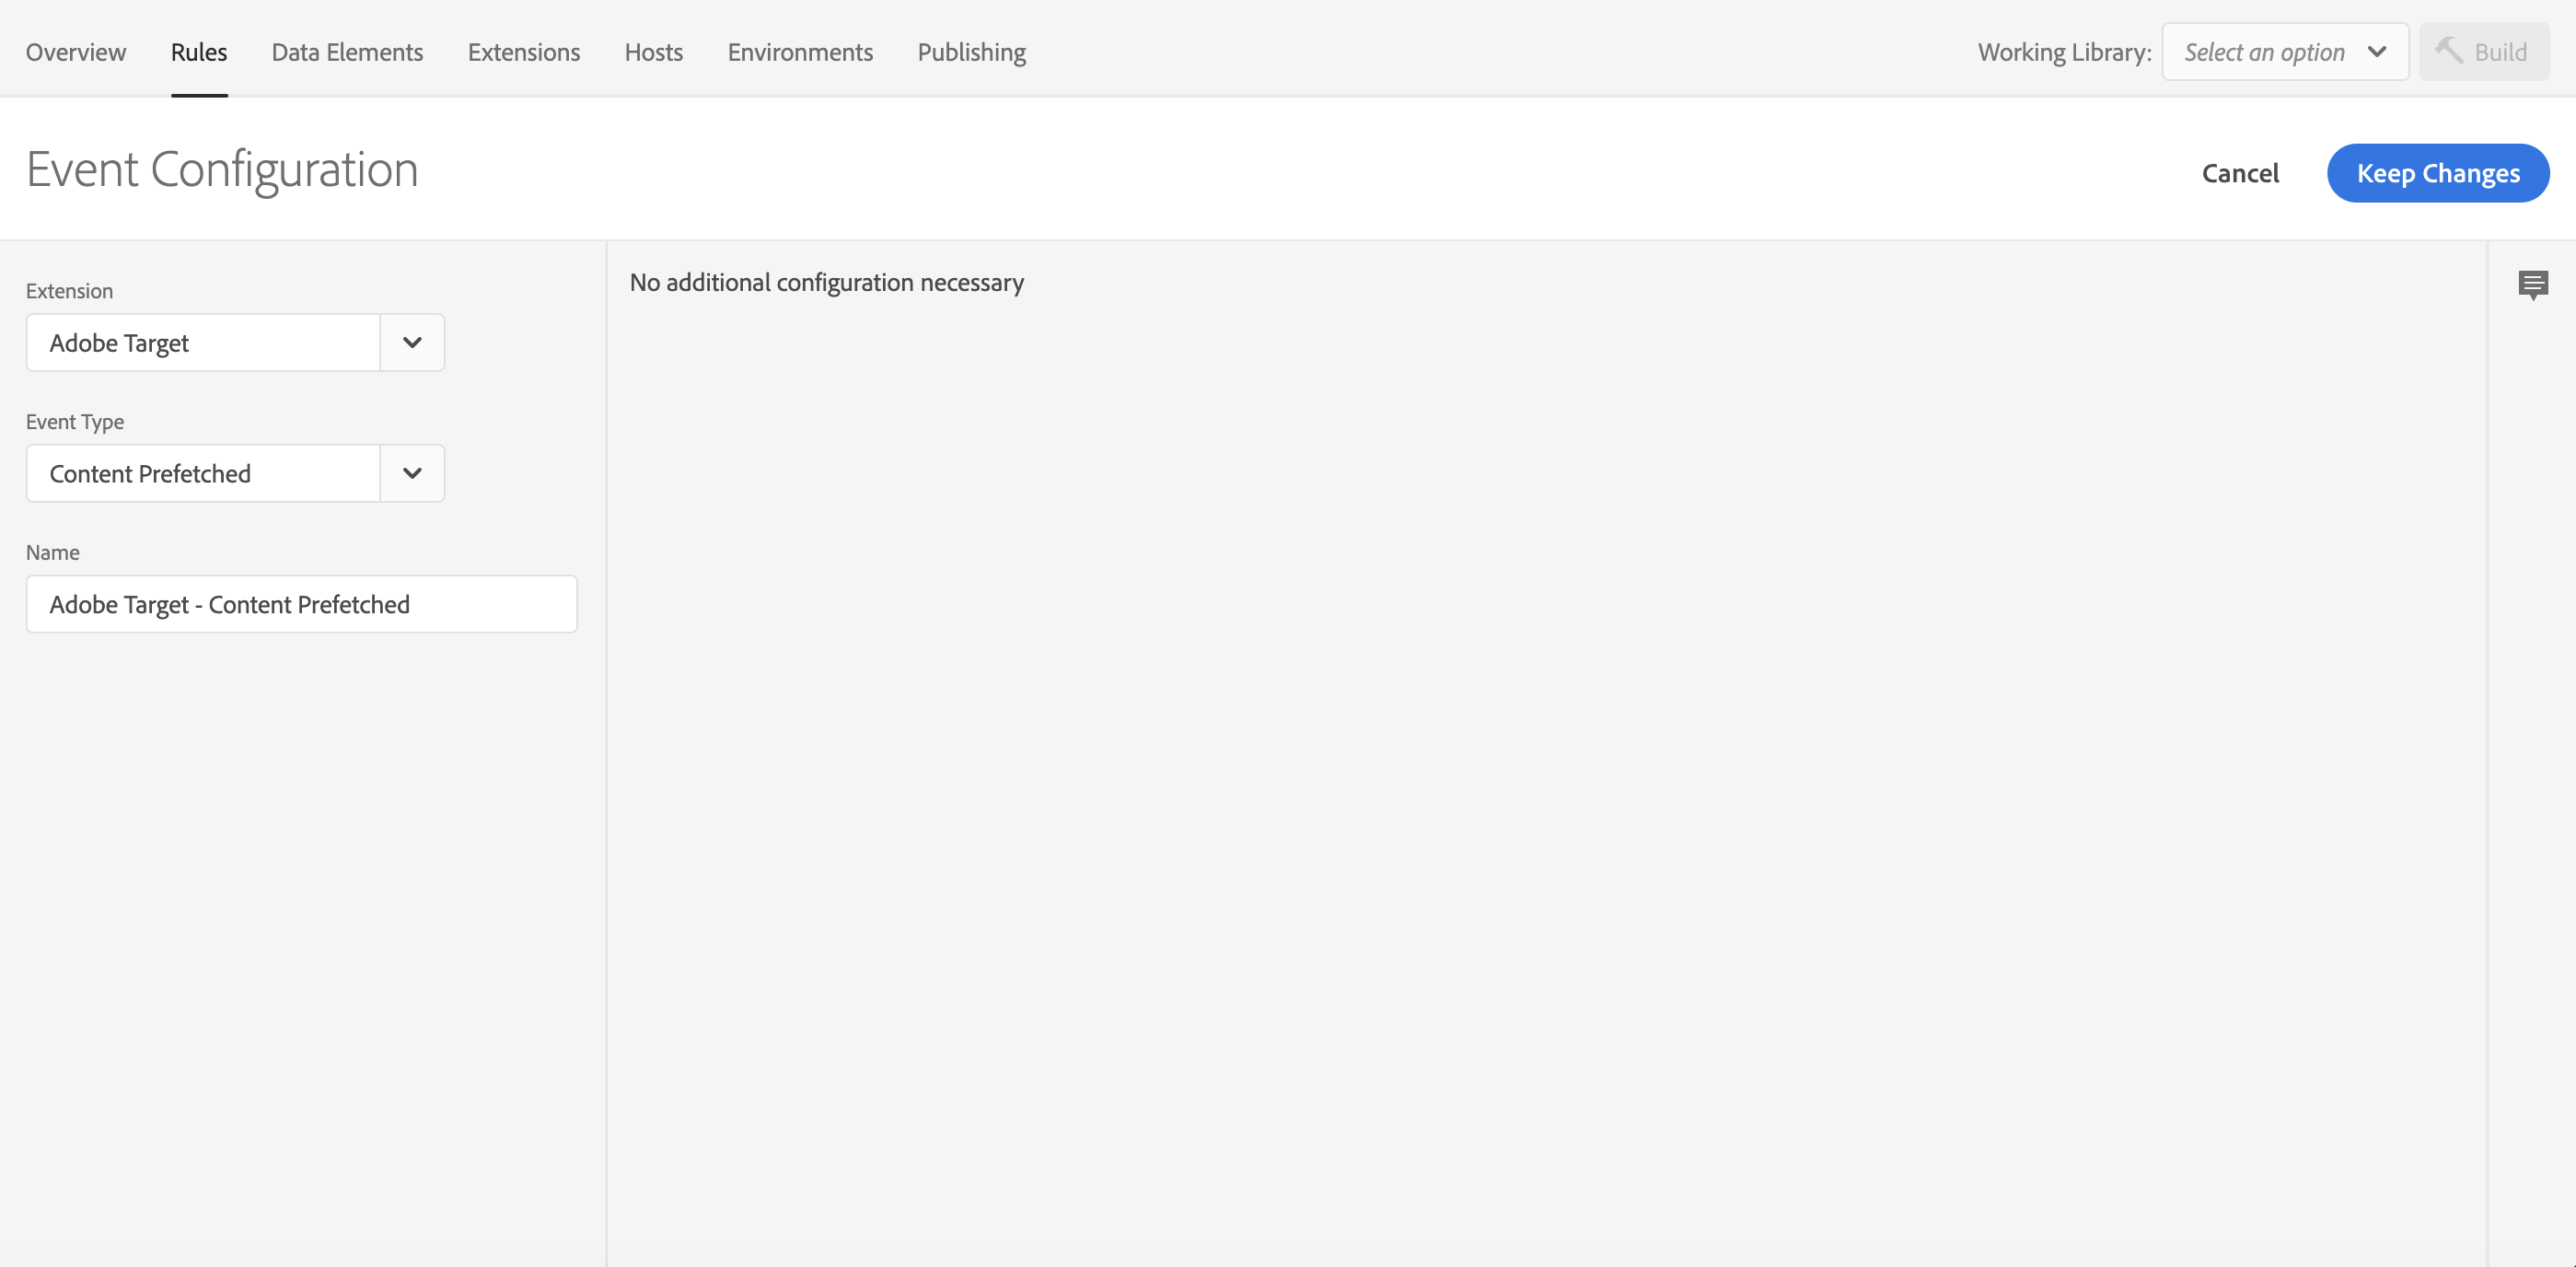 Overview Rules Data Elements Extensions Hosts Environments Publishing Working Library: Select an option Build
Event Configuration Cancel Keep Changes
Extension
Adobe Target
Event Type
Content Prefetched
Name
Adobe Target - Content Prefetched
No additional configuration necessary